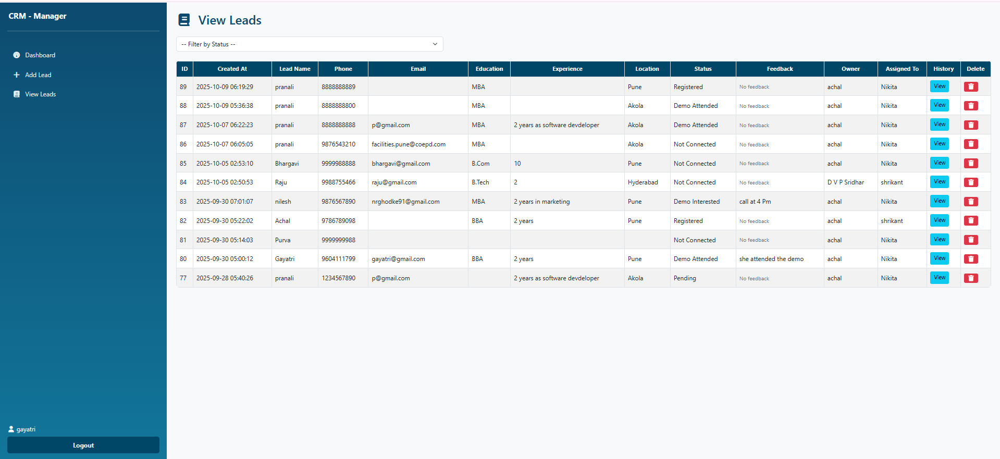 CRM - Manager
Dashboard
Add Lead
View Leads
gayatri
Logout
View Leads
-- Filter by Status --
ID Created At Lead Name Phone Email Education Experience Location Status Feedback Owner Assigned To History Delete
89 2025-10-09 06:19:29 pranali 8888888889 MBA Pune Registered No feedback achal Nikita View
88 2025-10-09 05:36:38 pranali 8888888800 MBA Akola Demo Attended No feedback achal Nikita View
87 2025-10-07 06:22:23 pranali 8888888888 p@gmail.com MBA 2 years as software devdeloper Akola Demo Attended No feedback achal Nikita View
86 2025-10-07 06:05:05 pranali 9876543210 facilities.pune@coepd.com MBA Akola Not Connected No feedback achal Nikita View
85 2025-10-05 02:53:10 Bhargavi 9999988888 bhargavi@gmail.com B.Com 10 Pune Not Connected No feedback achal Nikita View
84 2025-10-05 02:50:53 Raju 9988755466 raju@gmail.com B.Tech 2 Hyderabad Not Connected No feedback D V P Sridhar shrikant View
83 2025-09-30 07:01:07 nilesh 9876567890 nrghodke91@gmail.com MBA 2 years in marketing Pune Demo Interested call at 4 Pm achal Nikita View
82 2025-09-30 05:22:02 Achal 9786789098 BBA 2 years Pune Registered No feedback achal shrikant View
81 2025-09-30 05:14:03 Purva 9999999988 Not Connected No feedback achal Nikita View
80 2025-09-30 05:00:12 Gayatri 9604111799 gayatri@gmail.com BBA 2 years Pune Demo Attended she attended the demo achal Nikita View
77 2025-09-28 05:40:26 pranali 1234567890 p@gmail.com 2 years as software devdeloper Akola Pending No feedback achal Nikita View